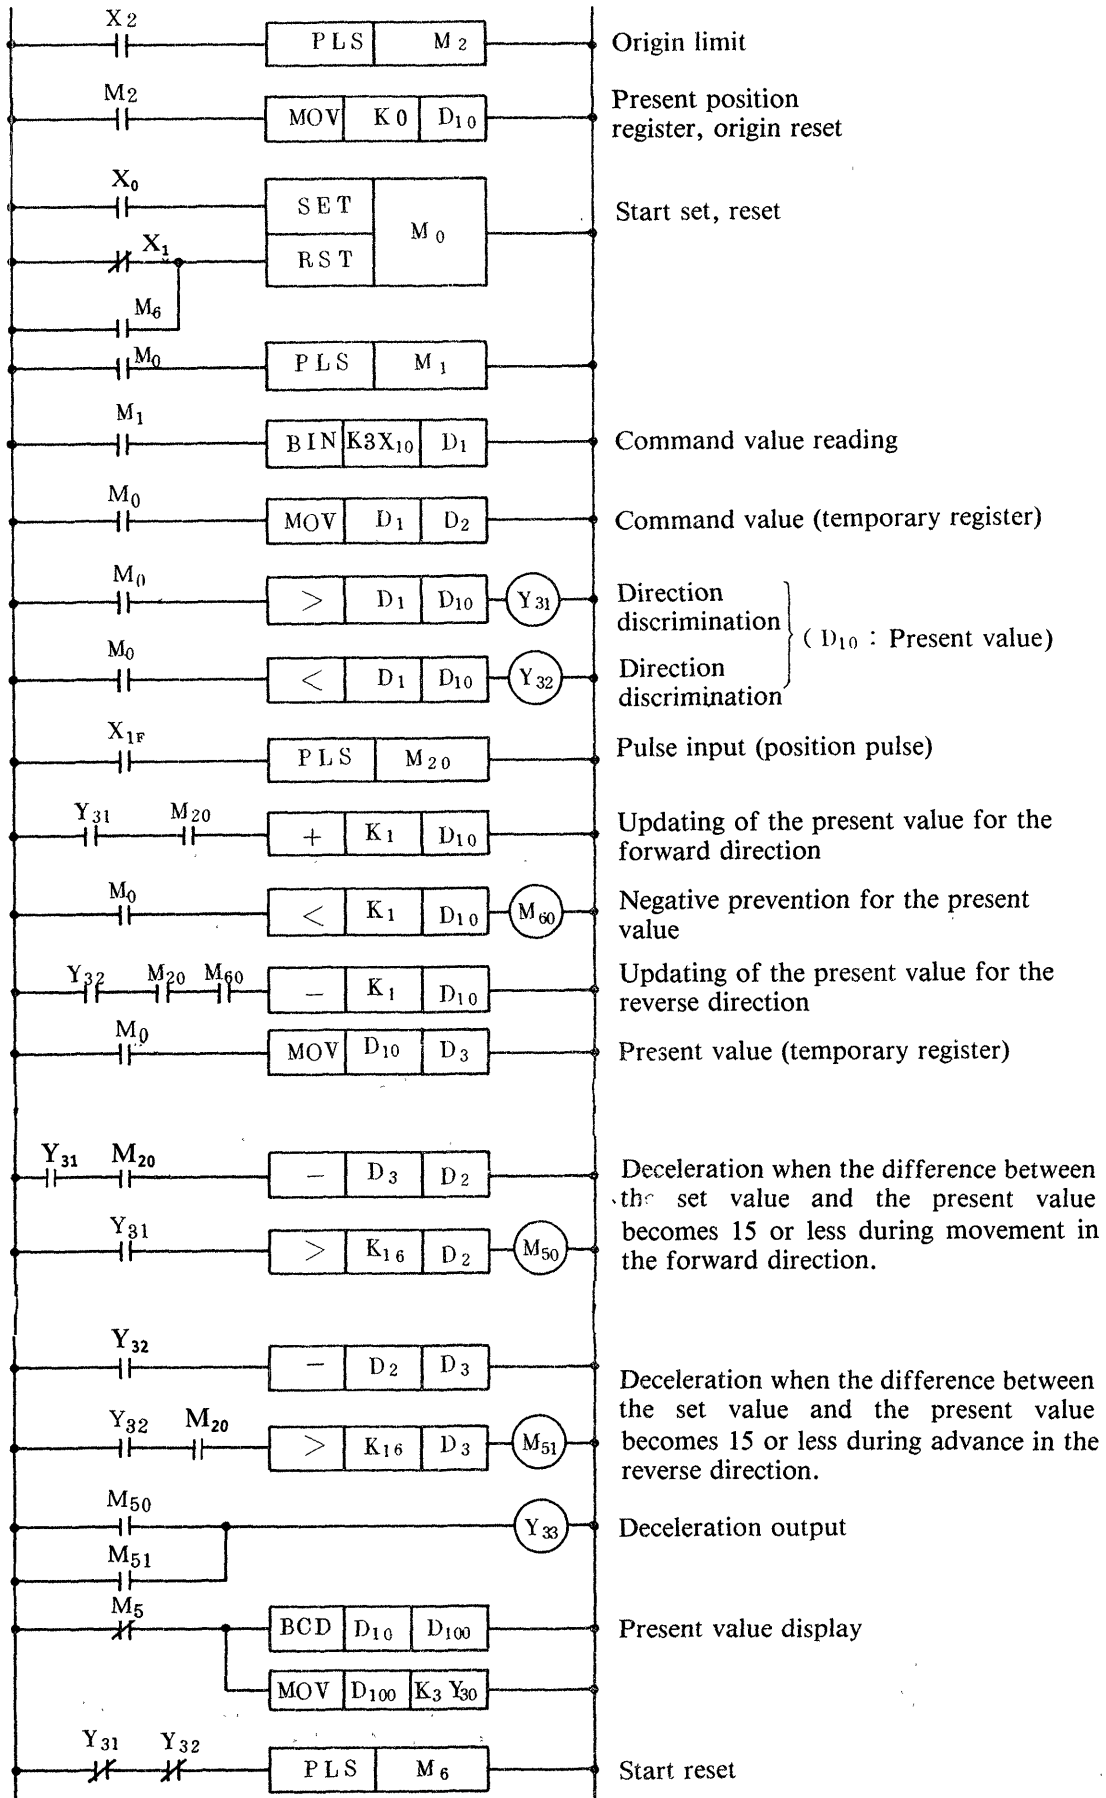 X2
PLS M2 Origin limit
M2
MOV K0 D10 Present position
register, origin reset
X0
SET M0 Start set, reset
X1
RST
M6
M0
PLS M1
M1
BIN K3X10 D1 Command value reading
M0
MOV D1 D2 Command value (temporary register)
M0
> D1 D10 Y31 Direction
discrimination
(D10 : Present value)
M0
< D1 D10 Y32 Direction
discrimination
X1F
PLS M20 Pulse input (position pulse)
Y31 M20
+ K1 D10 Updating of the present value for the
forward direction
M0
< K1 D10 M60 Negative prevention for the present
value
Y32 M20 M60
− K1 D10 Updating of the present value for the
reverse direction
M0
MOV D10 D3 Present value (temporary register)
Y31 M20
− D3 D2 Deceleration when the difference between
the set value and the present value
becomes 15 or less during movement in
the forward direction.
Y31
> K16 D2 M50
Y32
− D2 D3
Deceleration when the difference between
the set value and the present value
becomes 15 or less during advance in the
reverse direction.
Y32 M20
> K16 D3 M51
M50
Y33 Deceleration output
M51
M5
BCD D10 D100 Present value display
MOV D100 K3 Y30
Y31 Y32
PLS M6 Start reset